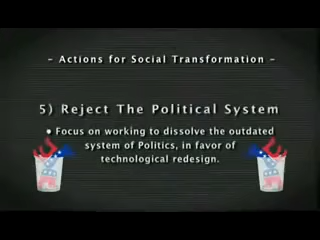 - Actions for Social Transformation -
5) Reject The Political System
● Focus on working to dissolve the outdated
system of Politics, in favor of
technological redesign.